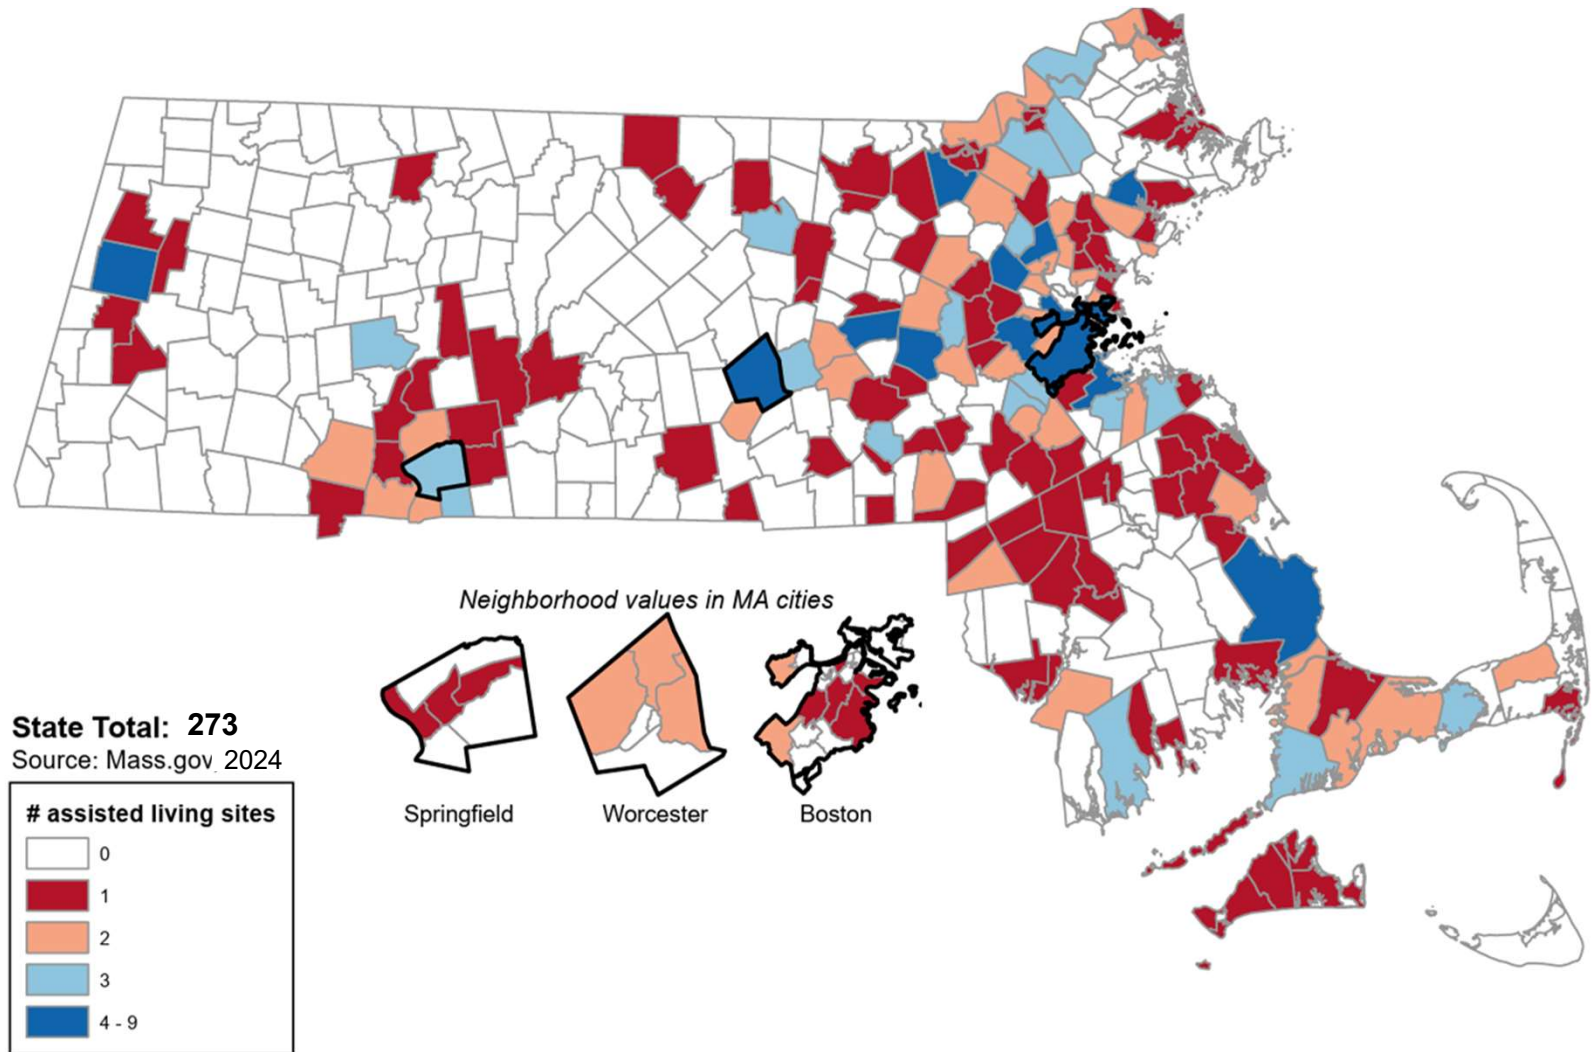 Neighborhood values in MA cities
Springfield
Worcester
Boston
State Total: 273
Source: Mass.gov, 2024
# assisted living sites
0
1
2
3
4 - 9